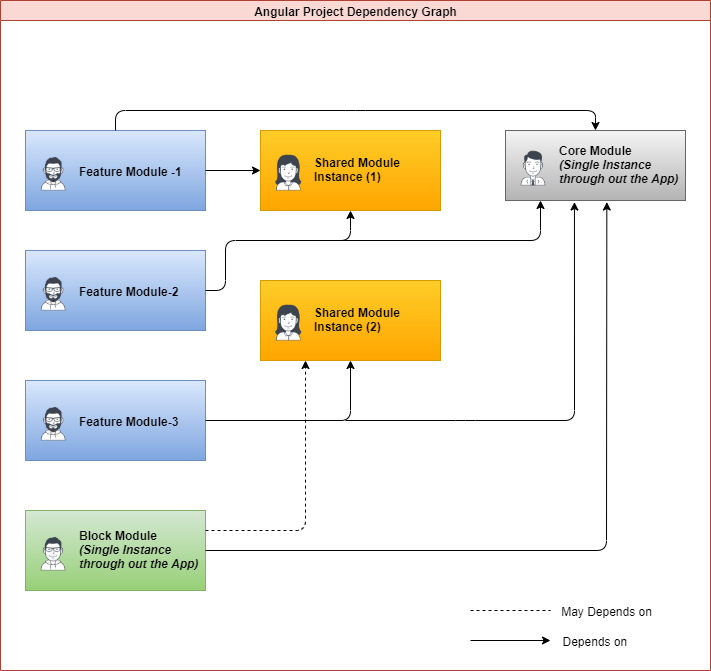 Angular Project Dependency Graph
Feature Module -1
Shared Module
Instance (1)
Core Module
(Single Instance
through out the App)
Feature Module-2
Shared Module
Instance (2)
Feature Module-3
Block Module
(Single Instance
through out the App)
May Depends on
Depends on